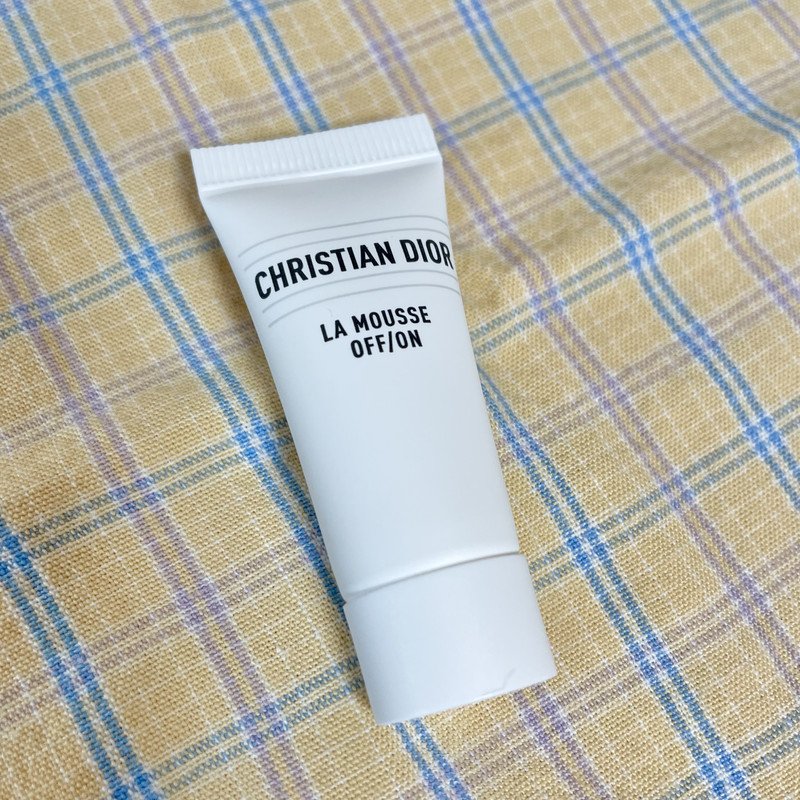 CHRISTIAN DIOR
LA MOUSSE
OFF/ON